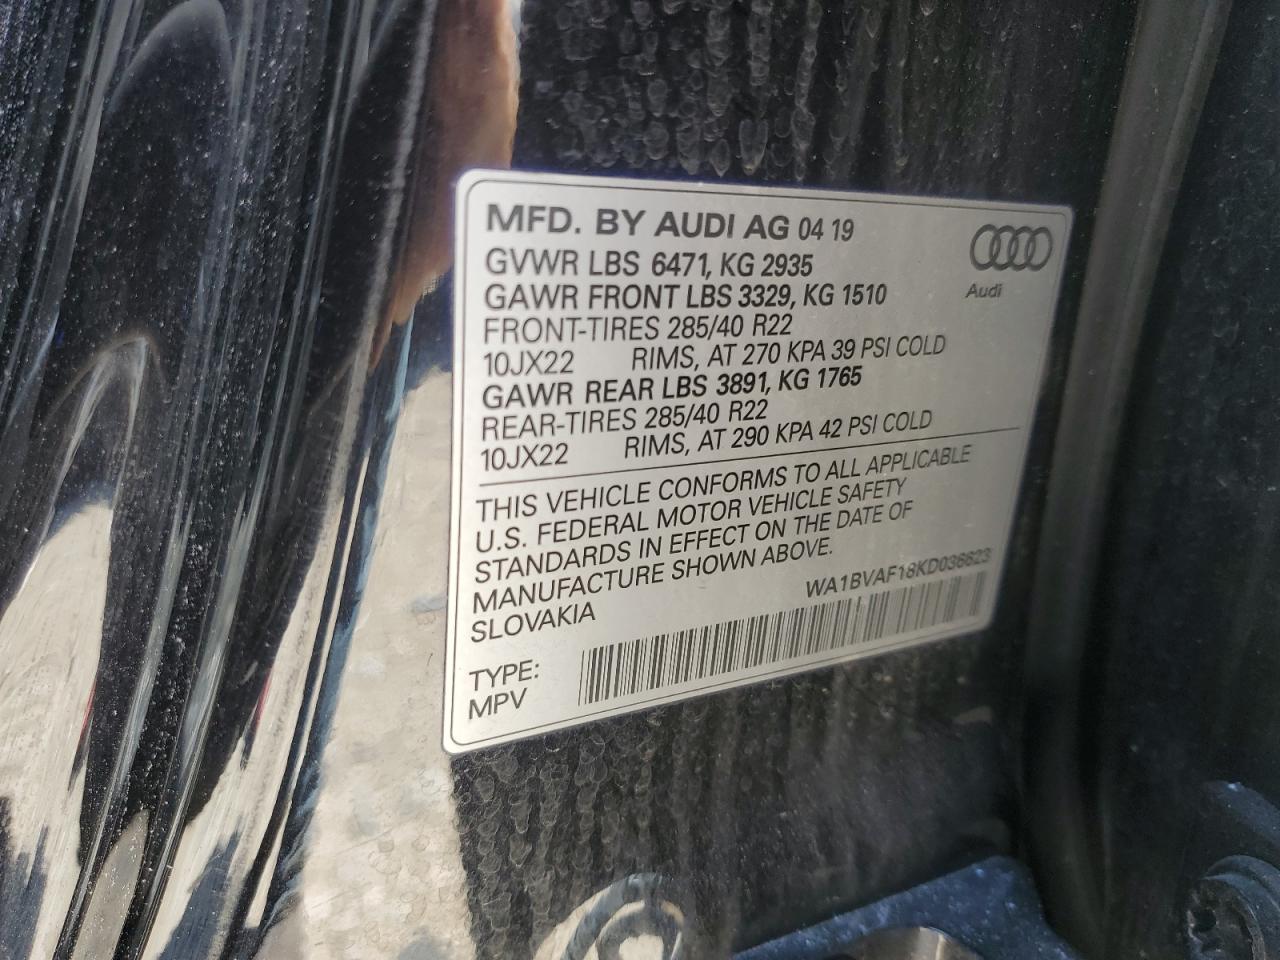 MFD. BY AUDI AG 04 19
GVWR LBS 6471, KG 2935
GAWR FRONT LBS 3329, KG 1510
FRONT-TIRES 285/40 R22
10JX22 RIMS, AT 270 KPA 39 PSI COLD
GAWR REAR LBS 3891, KG 1765
REAR-TIRES 285/40 R22
10JX22 RIMS, AT 290 KPA 42 PSI COLD
Audi
THIS VEHICLE CONFORMS TO ALL APPLICABLE
U.S. FEDERAL MOTOR VEHICLE SAFETY
STANDARDS IN EFFECT ON THE DATE OF
MANUFACTURE SHOWN ABOVE.
SLOVAKIA
WA1BVAF18KD036623
TYPE:
MPV